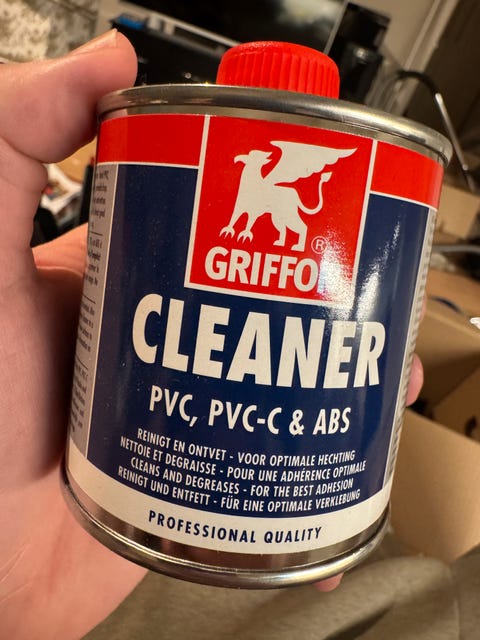 ®
GRIFFO
CLEANER
PVC, PVC-C & ABS
REINIGT EN ONTVET - VOOR OPTIMALE HECHTING
NETTOIE ET DEGRAISSE - POUR UNE ADHÉRENCE OPTIMALE
CLEANS AND DEGREASES - FOR THE BEST ADHESION
REINIGT UND ENTFETT - FÜR EINE OPTIMALE VERKLEBUNG
PROFESSIONAL QUALITY